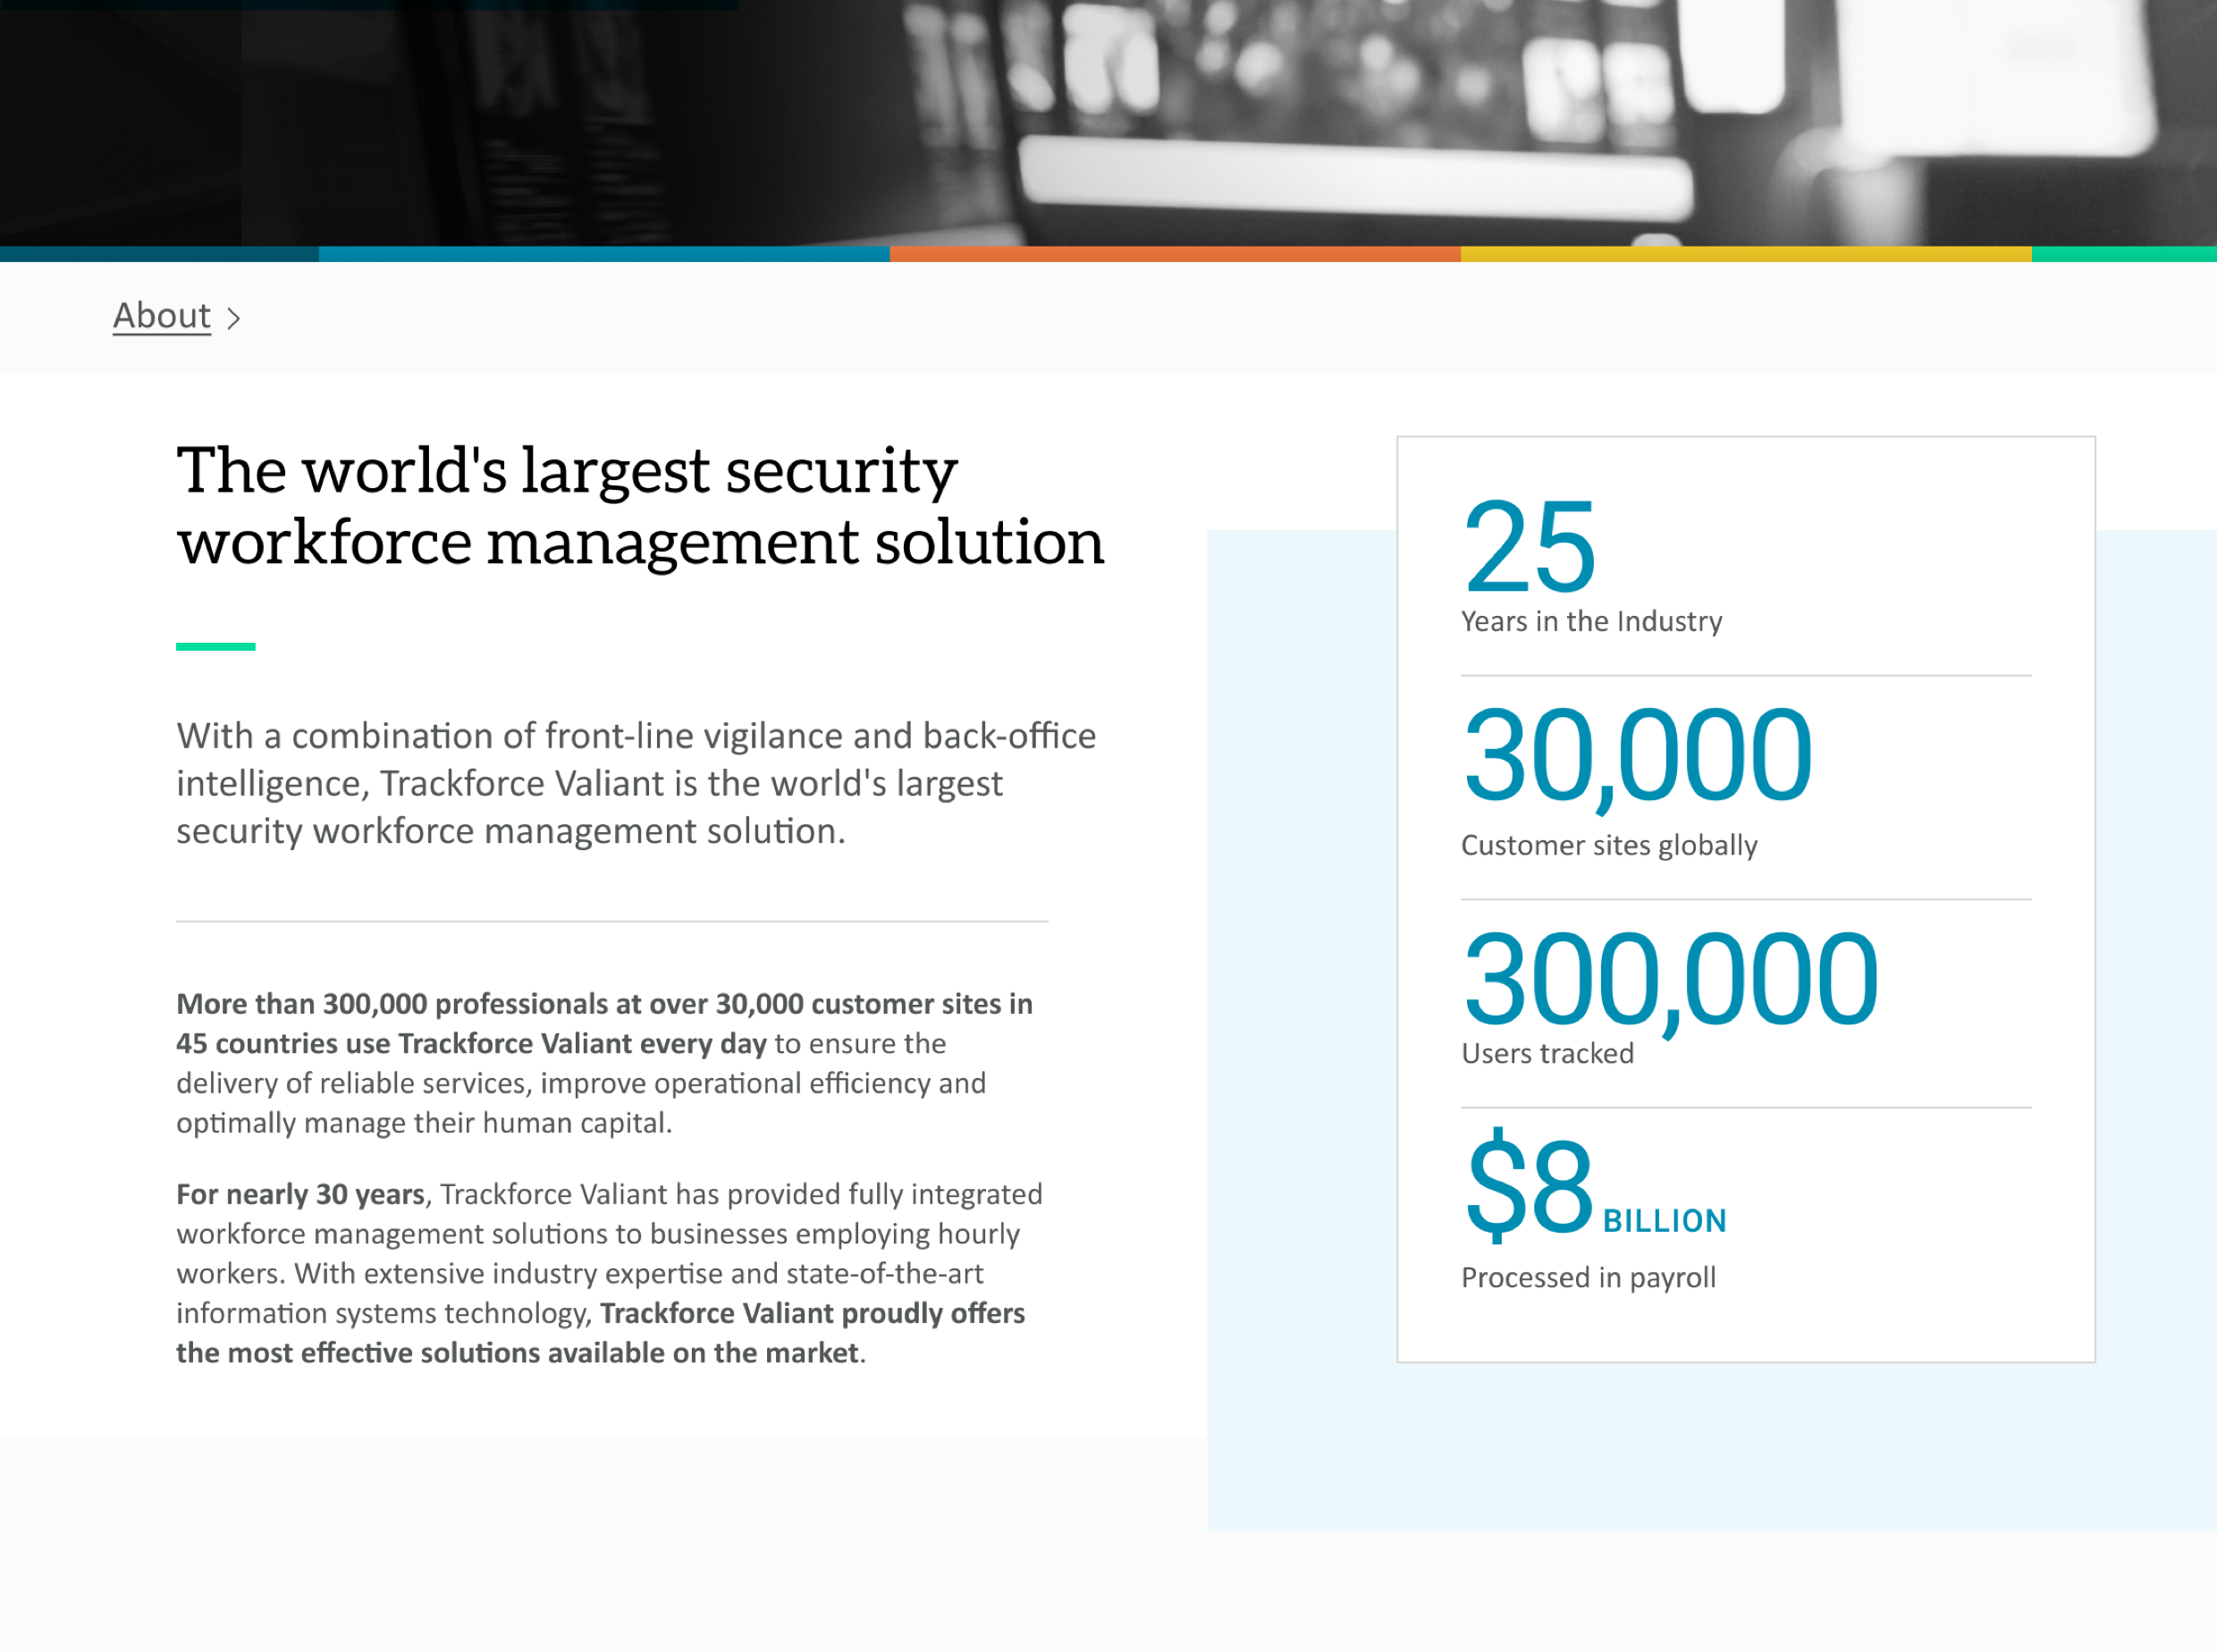 About >
The world's largest security
workforce management solution
With a combination of front-line vigilance and back-office
intelligence, Trackforce Valiant is the world's largest
security workforce management solution.
More than 300,000 professionals at over 30,000 customer sites in
45 countries use Trackforce Valiant every day to ensure the
delivery of reliable services, improve operational efficiency and
optimally manage their human capital.
For nearly 30 years, Trackforce Valiant has provided fully integrated
workforce management solutions to businesses employing hourly
workers. With extensive industry expertise and state-of-the-art
information systems technology, Trackforce Valiant proudly offers
the most effective solutions available on the market.
25
Years in the Industry
30,000
Customer sites globally
300,000
Users tracked
$8 BILLION
Processed in payroll